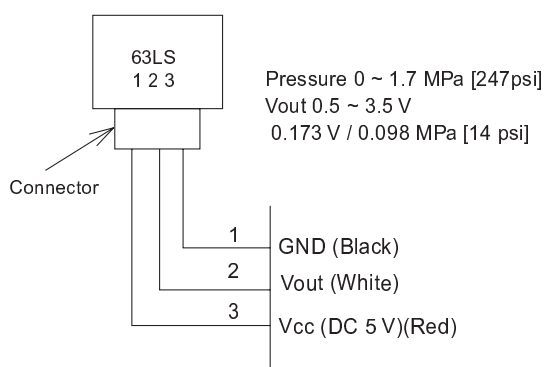 63LS
1 2 3
Pressure 0 ~ 1.7 MPa [247psi]
Vout 0.5 ~ 3.5 V
0.173 V / 0.098 MPa [14 psi]
Connector
1
GND (Black)
2
Vout (White)
3
Vcc (DC 5 V)(Red)